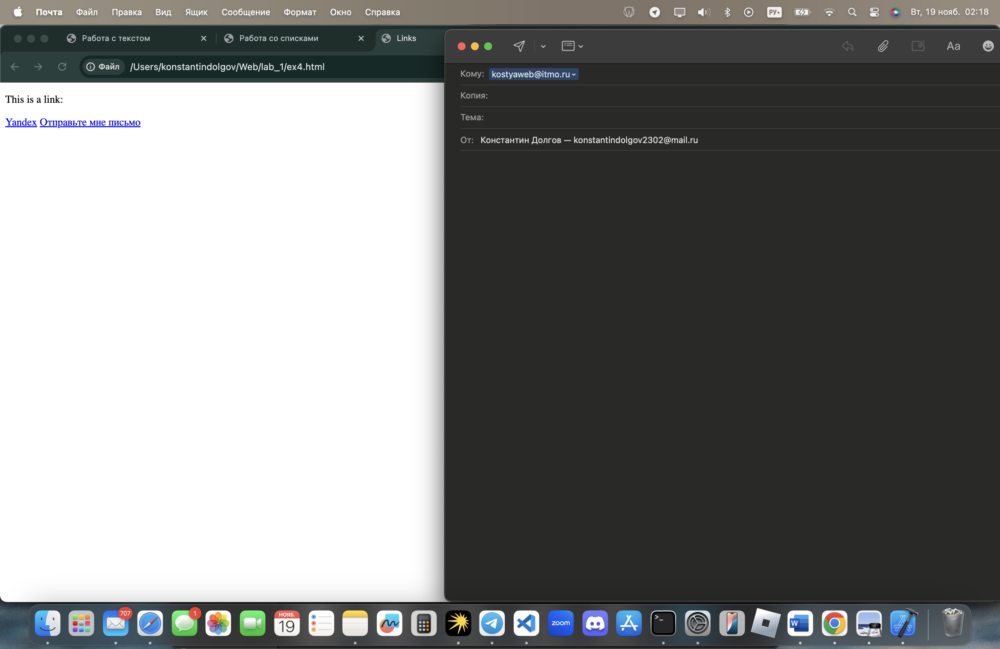 Почта Файл Правка Вид Ящик Сообщение Формат Окно Справка РУ Вт, 19 нояб. 02:18
Работа с текстом Работа со списками Links
Файл /Users/konstantindolgov/Web/lab_1/ex4.html
This is a link:
Yandex Отправьте мне письмо
Aa
Кому: kostyaweb@itmo.ru
Копия:
Тема:
От: Константин Долгов — konstantindolgov2302@mail.ru
707 1 НОЯБ. 19 zoom >_ W